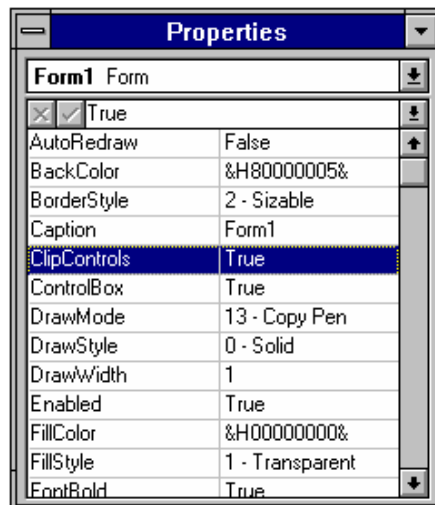 Properties
Form1 Form
True
AutoRedraw False
BackColor &H80000005&
BorderStyle 2 - Sizable
Caption Form1
ClipControls True
ControlBox True
DrawMode 13 - Copy Pen
DrawStyle 0 - Solid
DrawWidth 1
Enabled True
FillColor &H00000000&
FillStyle 1 - Transparent
FontBold True